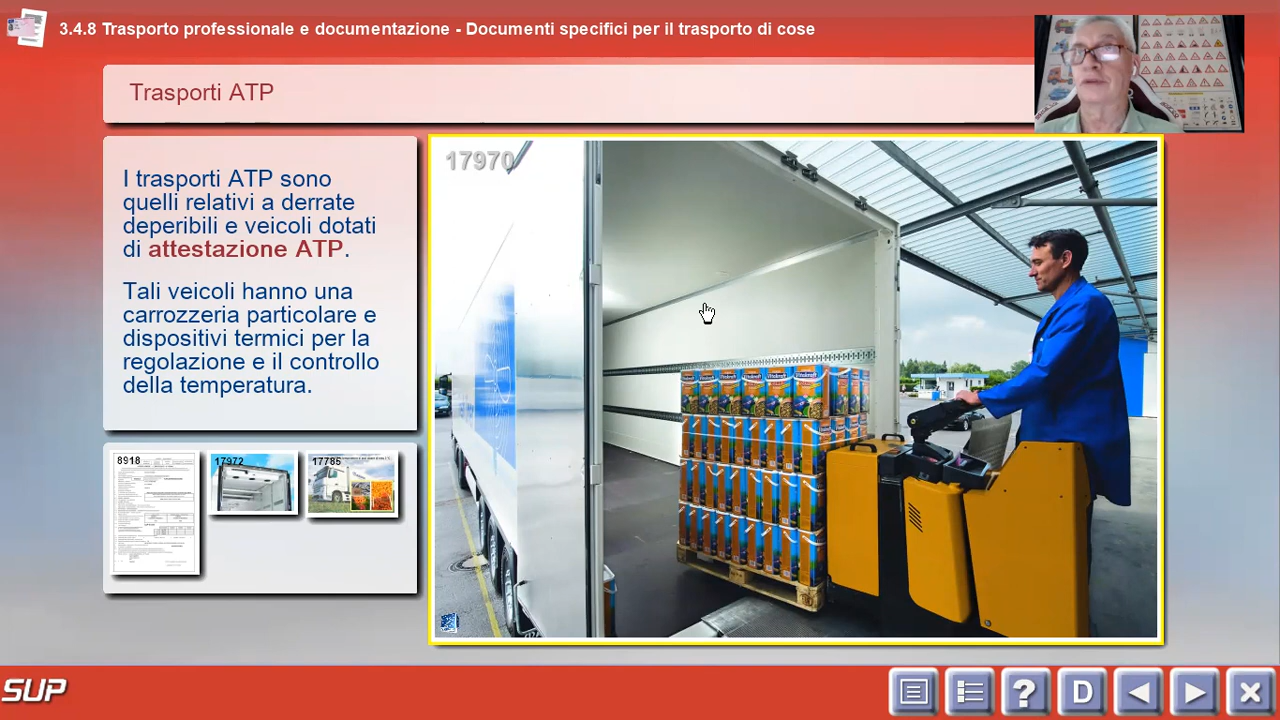 3.4.8 Trasporto professionale e documentazione - Documenti specifici per il trasporto di cose
Trasporti ATP
I trasporti ATP sono
quelli relativi a derrate
deperibili e veicoli dotati
di attestazione ATP.
Tali veicoli hanno una
carrozzeria particolare e
dispositivi termici per la
regolazione e il controllo
della temperatura.
17970
8918
17972
17785
Vitakraft
SUP
?
D